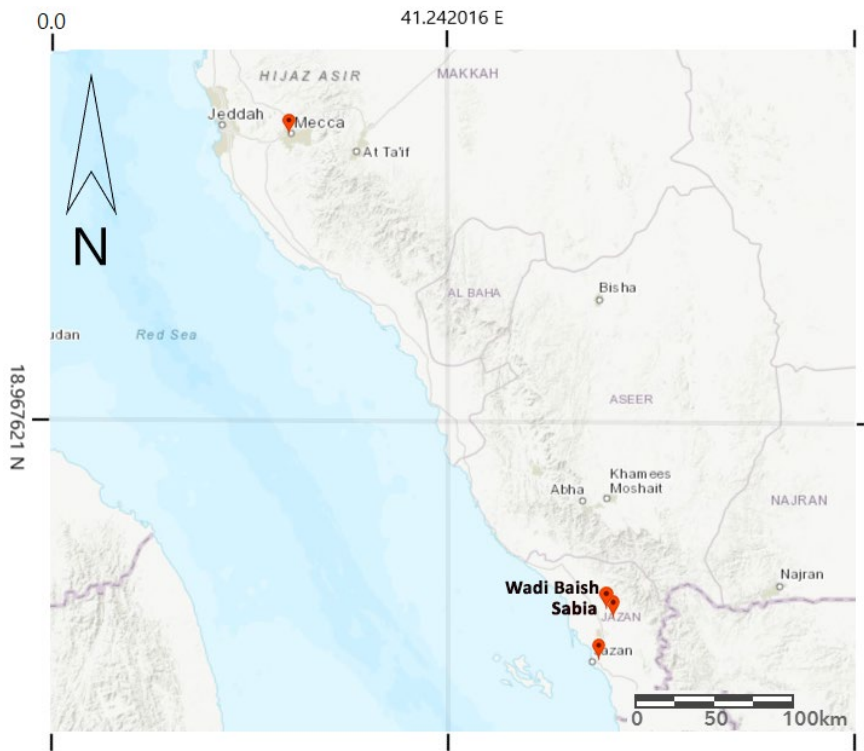 0.0
41.242016 E
HIJAZ ASIR
MAKKAH
Jeddah
Mecca
At Ta'if
N
Bisha
AL BAHA
udan
Red Sea
18.967621 N
ASEER
Khamees
Moshait
Abha
NAJRAN
Najran
Wadi Baish
Sabia
JAZAN
azan
0 50 100km